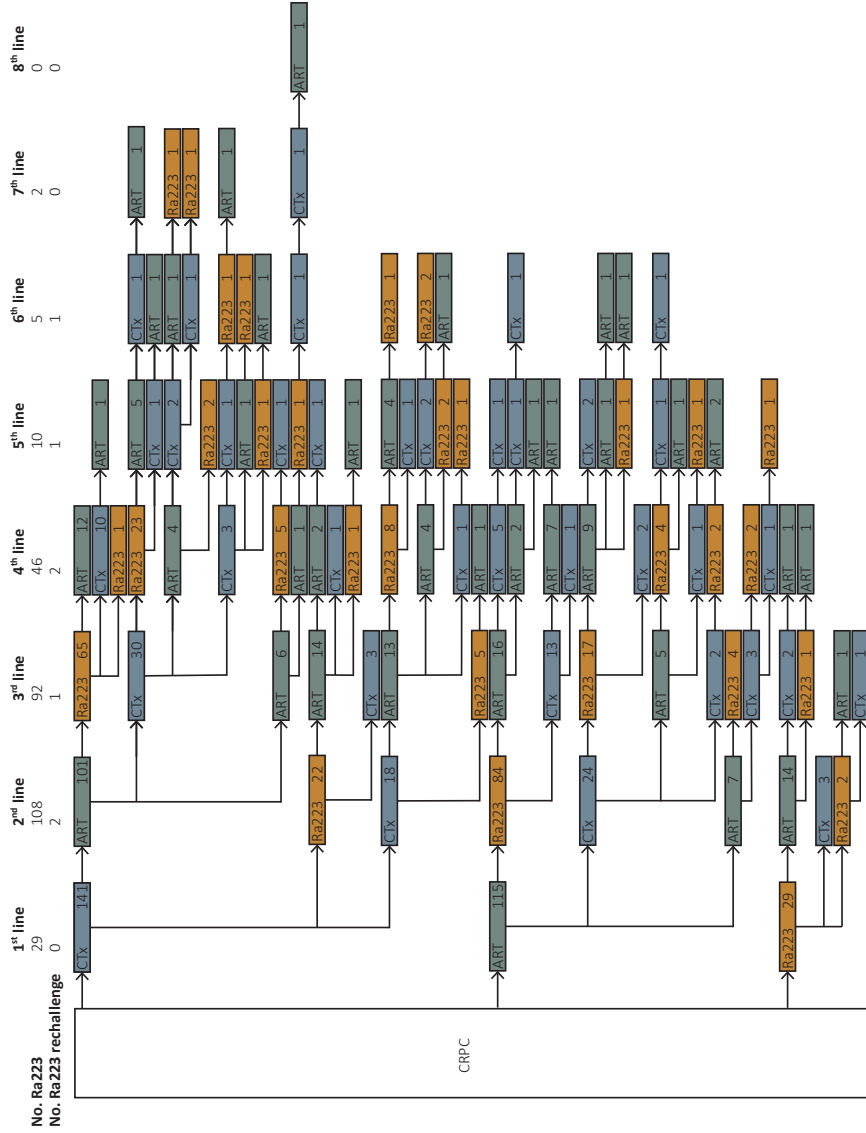 1st line 2nd line 3rd line 4th line 5th line 6th line 7th line 8th line
No. Ra223 29 108 92 46 10 5 2 0
No. Ra223 rechallenge 0 2 1 2 1 1 0 0
CRPC
CTx 141
ART 115
Ra223 29
ART 101
Ra223 22
CTx 18
Ra223 84
CTx 24
ART 7
ART 14
CTx 3
Ra223 2
Ra223 65
CTx 30
ART 6
ART 14
CTx 3
ART 13
Ra223 5
ART 16
CTx 13
Ra223 17
ART 5
CTx 2
Ra223 4
CTx 3
CTx 2
Ra223 1
ART 1
CTx 1
ART 12
CTx 10
Ra223 1
Ra223 23
ART 4
CTx 3
Ra223 5
ART 1
ART 2
CTx 1
Ra223 1
Ra223 8
ART 4
CTx 1
ART 1
CTx 5
ART 2
ART 7
CTx 1
ART 9
CTx 2
Ra223 4
ART 1
CTx 1
Ra223 2
Ra223 2
CTx 1
ART 1
ART 1
ART 1
ART 5
CTx 1
CTx 2
Ra223 2
CTx 1
ART 1
Ra223 1
CTx 1
Ra223 1
CTx 1
ART 1
ART 4
CTx 1
CTx 2
Ra223 2
Ra223 1
CTx 1
CTx 1
ART 1
ART 1
CTx 2
ART 1
Ra223 1
CTx 1
ART 1
Ra223 1
ART 2
Ra223 1
CTx 1
ART 1
ART 1
CTx 1
Ra223 1
Ra223 1
ART 1
CTx 1
Ra223 1
Ra223 2
ART 1
CTx 1
ART 1
ART 1
CTx 1
ART 1
Ra223 1
Ra223 1
ART 1
CTx 1
ART 1